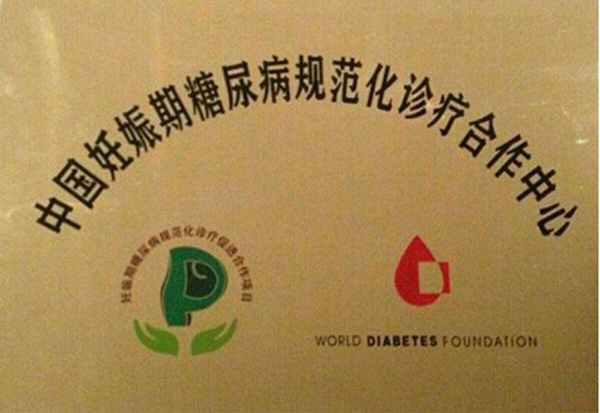 中国妊娠期糖尿病规范化诊疗合作中心
妊娠期糖尿病规范化诊疗促进合作项目
WORLD DIABETES FOUNDATION